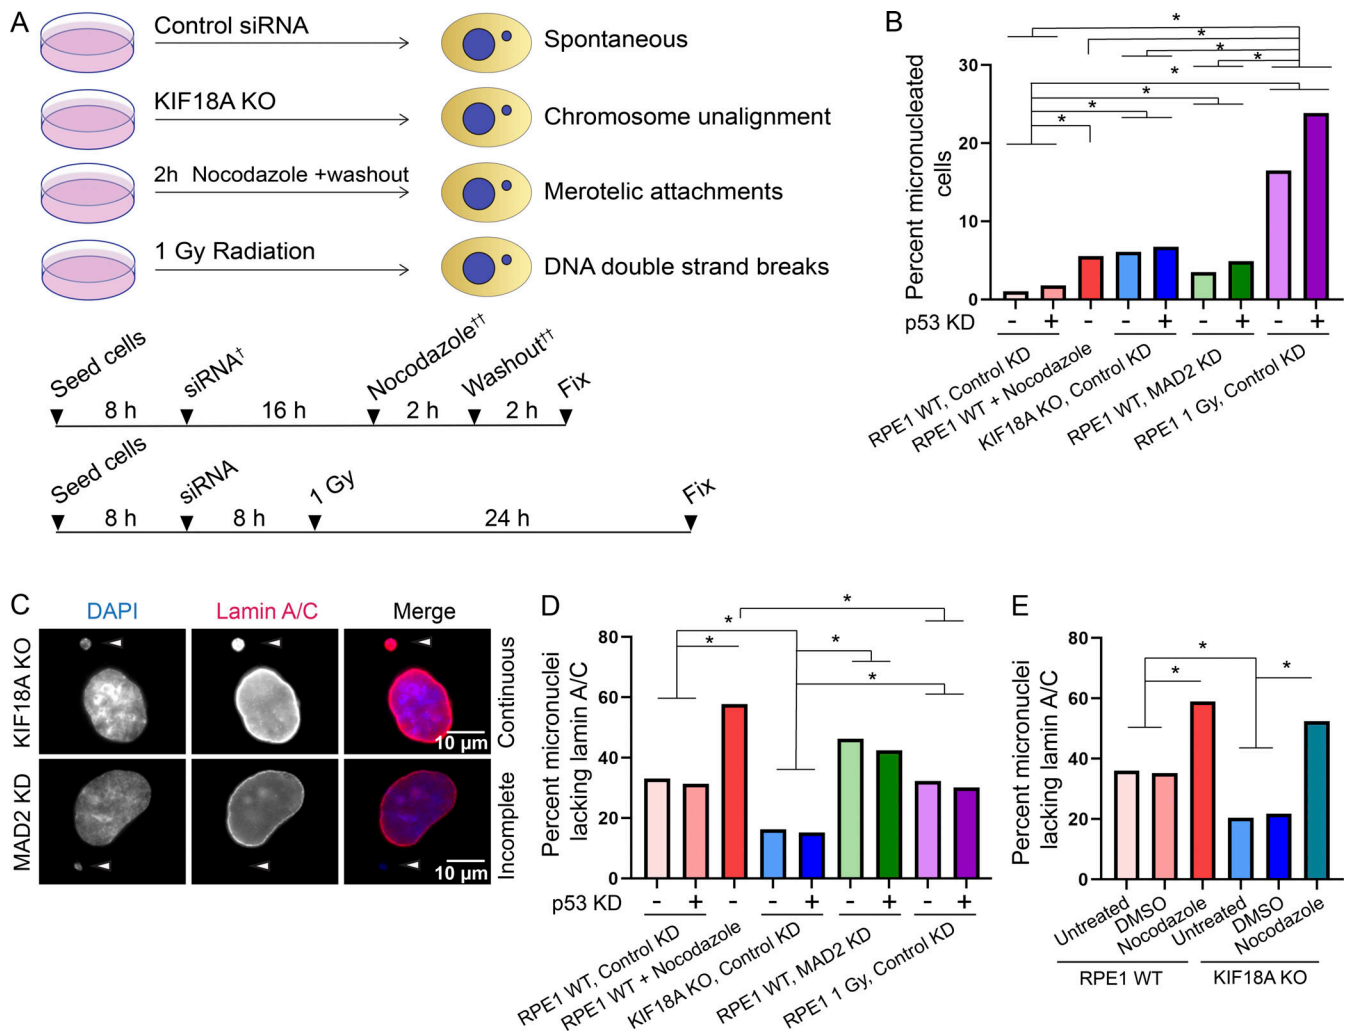 A
Control siRNA
Spontaneous
KIF18A KO
Chromosome unalignment
2h Nocodazole +washout
Merotelic attachments
1 Gy Radiation
DNA double strand breaks
Seed cells
siRNA†
Nocodazole††
Washout††
Fix
8 h
16 h
2 h
2 h
Seed cells
siRNA
1 Gy
Fix
8 h
8 h
24 h
B
Percent micronucleated
cells
30
20
10
0
* * * * * * * *
p53 KD - + - - + - + - +
RPE1 WT, Control KD
RPE1 WT + Nocodazole
KIF18A KO, Control KD
RPE1 WT, MAD2 KD
RPE1 1 Gy, Control KD
C
DAPI
Lamin A/C
Merge
KIF18A KO
10 µm
Continuous
MAD2 KD
10 µm
Incomplete
D
Percent micronuclei
lacking lamin A/C
80
60
40
20
0
* * * * *
p53 KD - + - - + - + - +
RPE1 WT, Control KD
RPE1 WT + Nocodazole
KIF18A KO, Control KD
RPE1 WT, MAD2 KD
RPE1 1 Gy, Control KD
E
Percent micronuclei
lacking lamin A/C
80
60
40
20
0
* * *
Untreated
DMSO
Nocodazole
Untreated
DMSO
Nocodazole
RPE1 WT
KIF18A KO